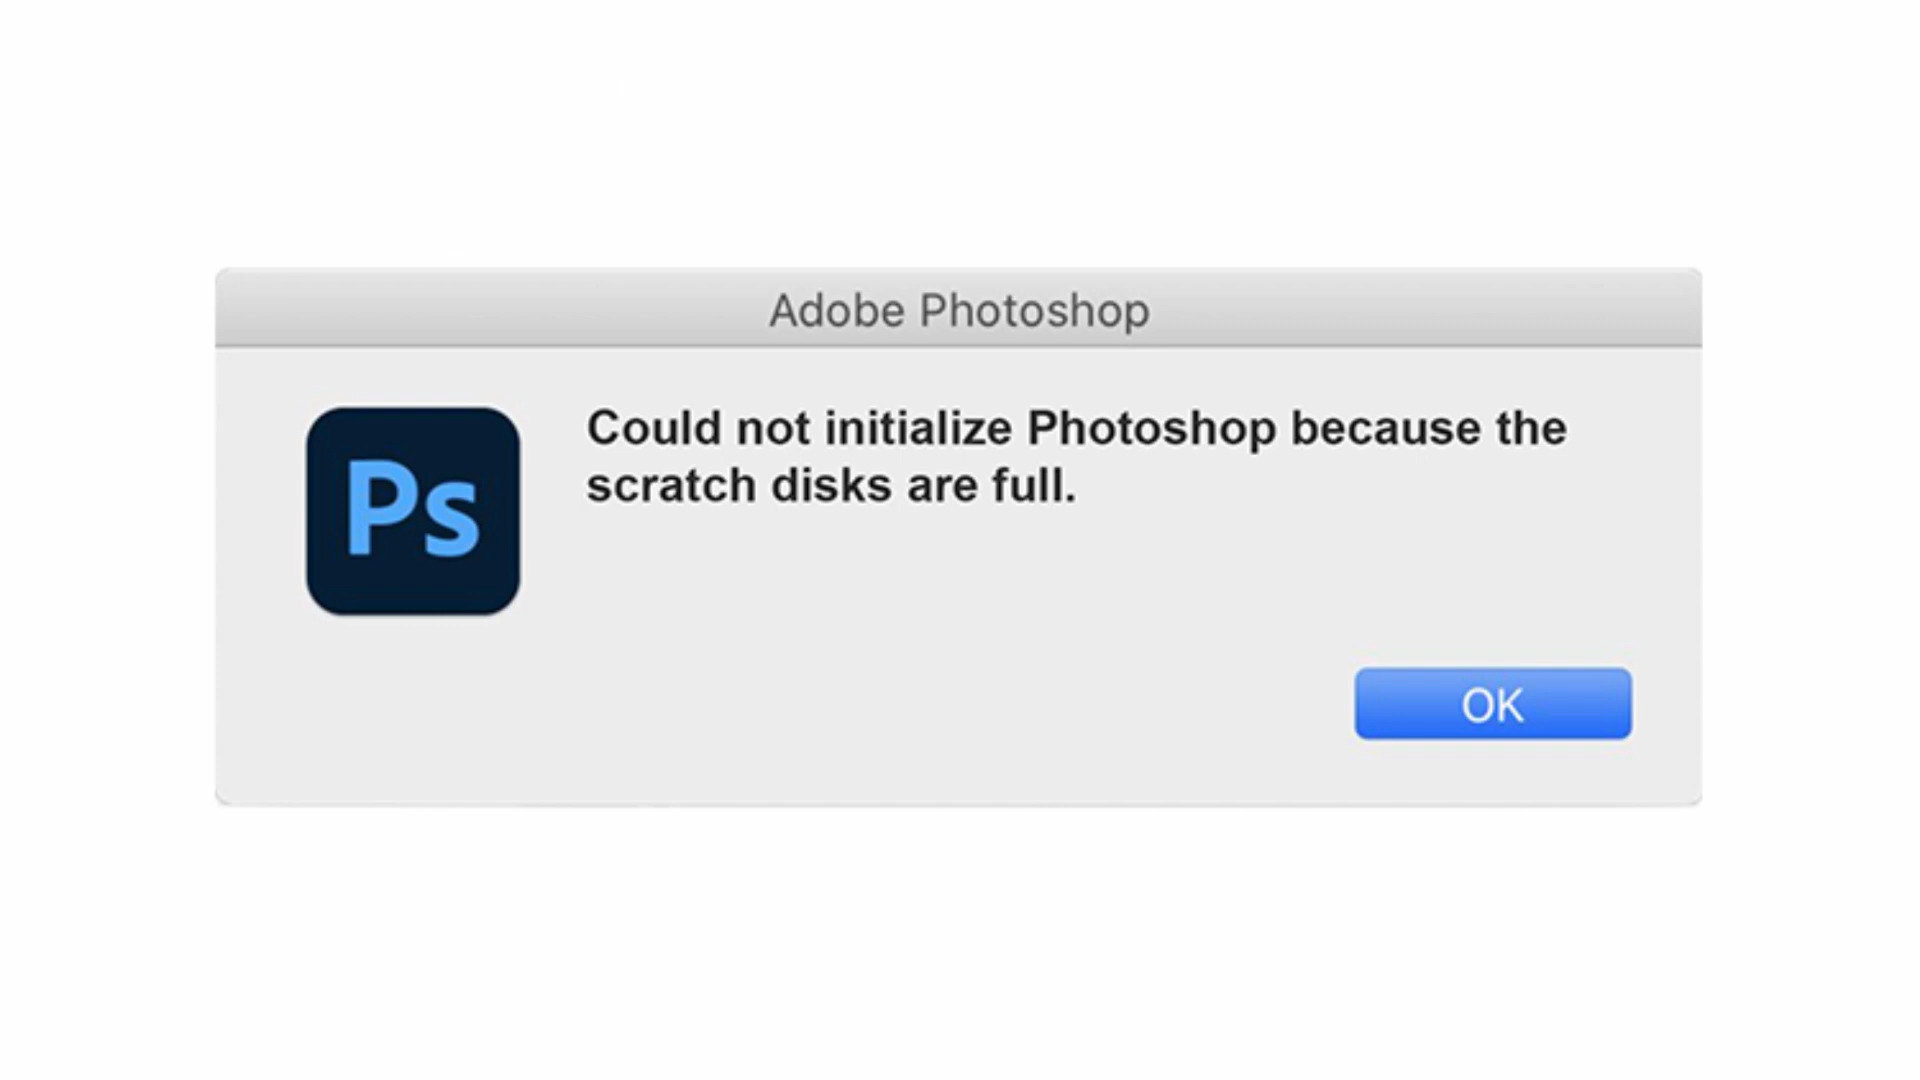 Adobe Photoshop
Could not initialize Photoshop because the
scratch disks are full.
Ps
OK